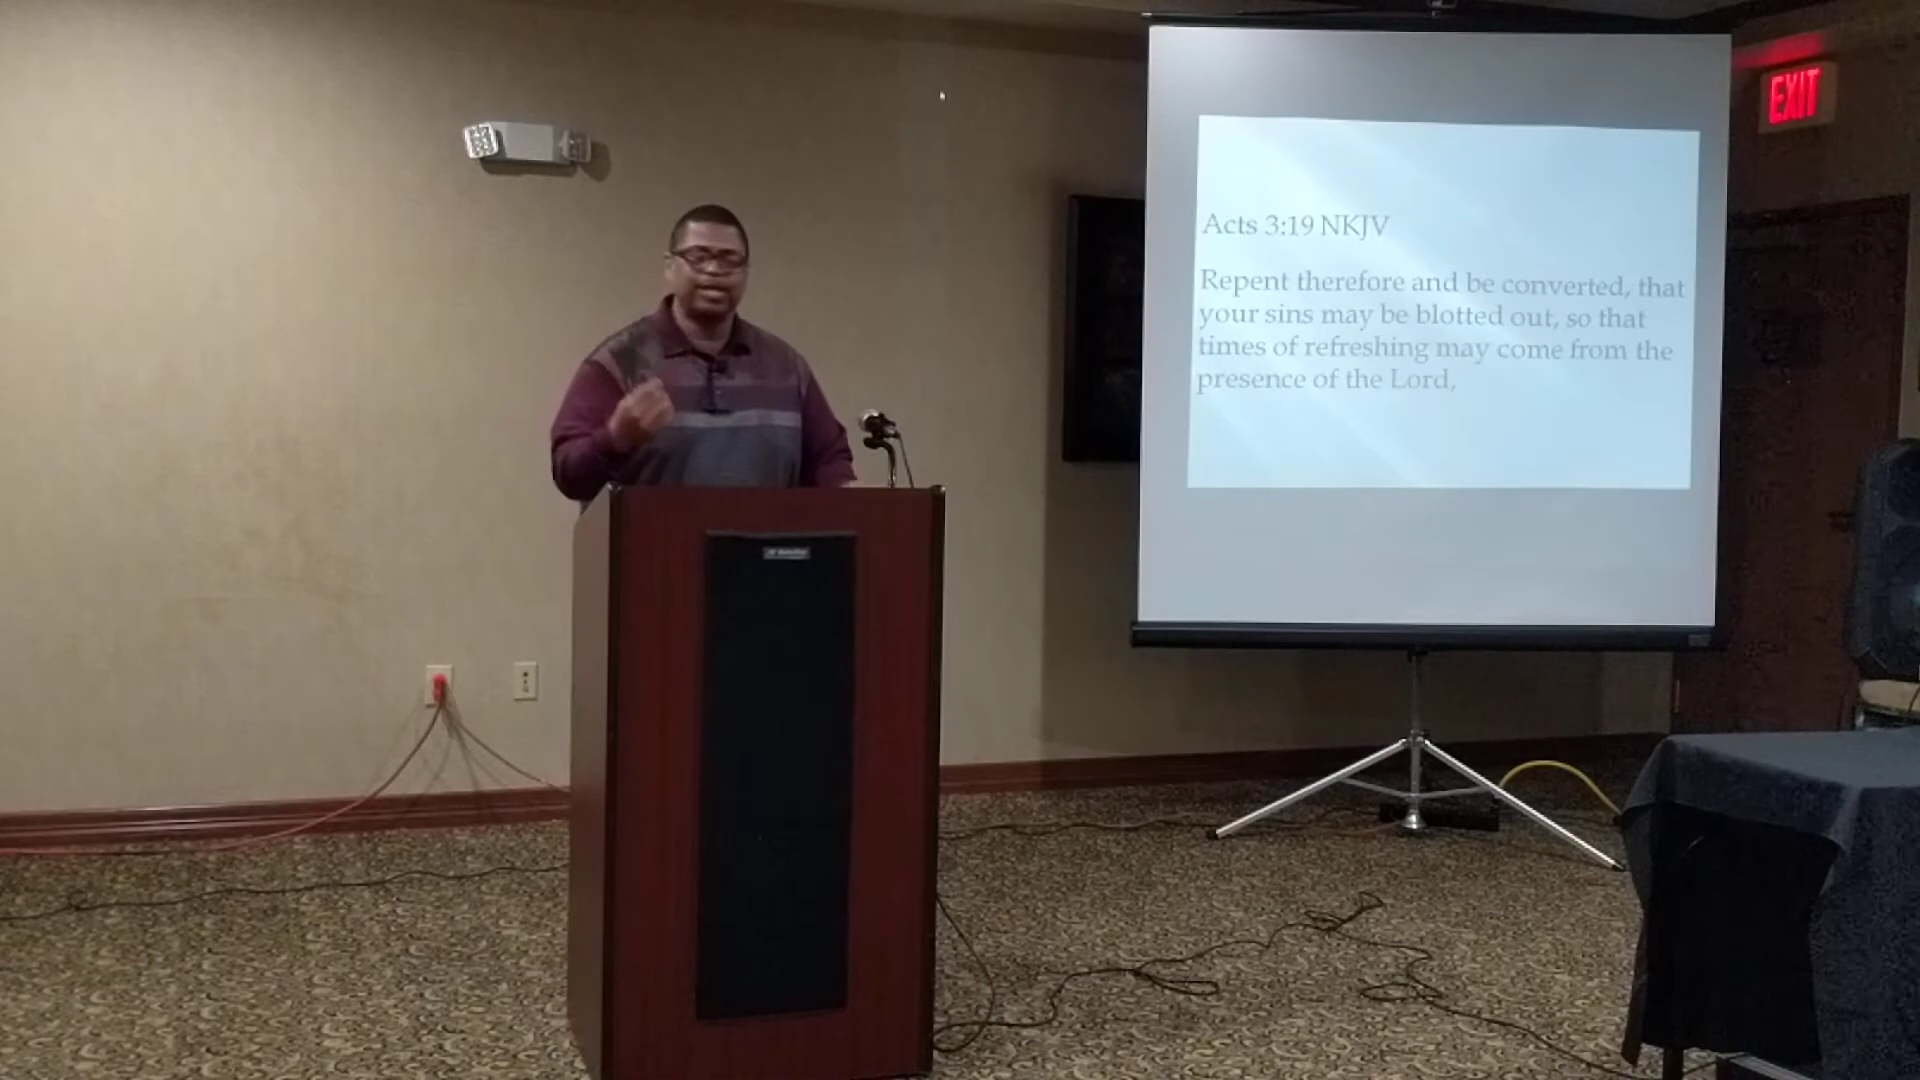 EXIT
Acts 3:19 NKJV
Repent therefore and be converted, that
your sins may be blotted out, so that
times of refreshing may come from the
presence of the Lord,